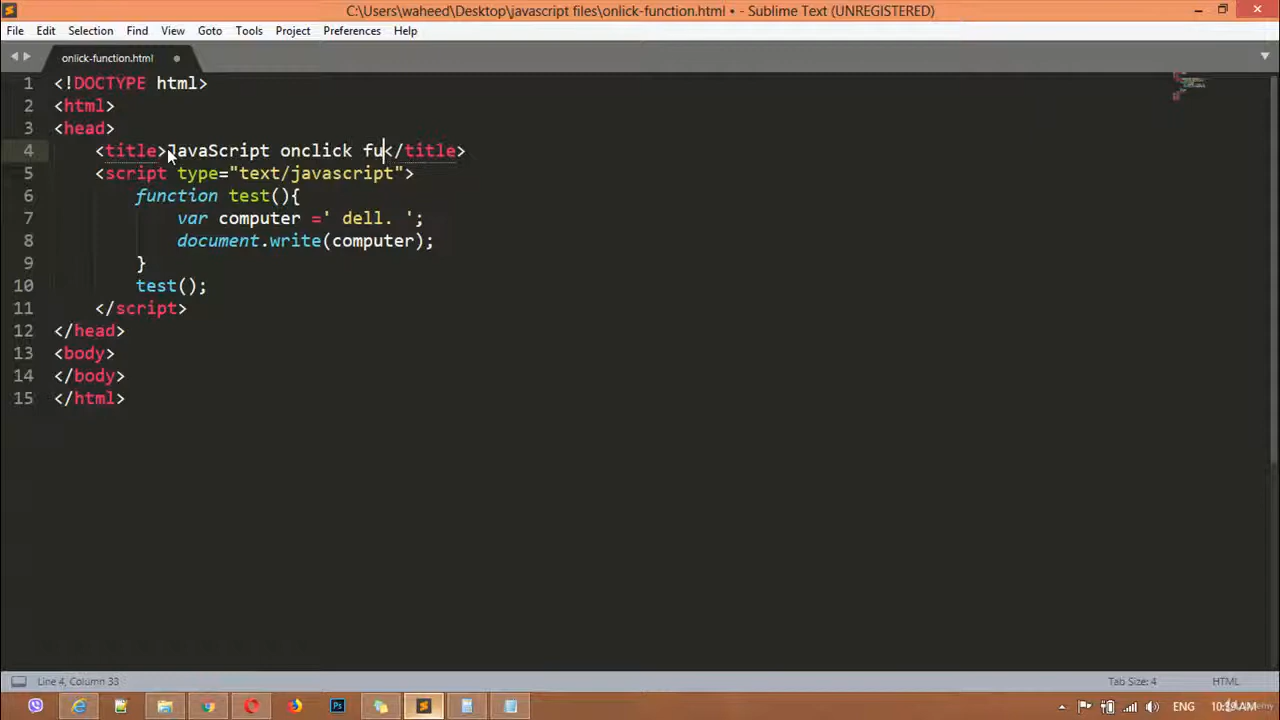 C:\Users\waheed\Desktop\javascript files\onlick-function.html • - Sublime Text (UNREGISTERED)
File Edit Selection Find View Goto Tools Project Preferences Help
onlick-function.html
1 <!DOCTYPE html>
2 <html>
3 <head>
4 <title>JavaScript onclick fu</title>
5 <script type="text/javascript">
6 function test(){
7 var computer =' dell. ';
8 document.write(computer);
9 }
10 test();
11 </script>
12 </head>
13 <body>
14 </body>
15 </html>
Line 4, Column 33 Tab Size: 4 HTML
Ps ENG